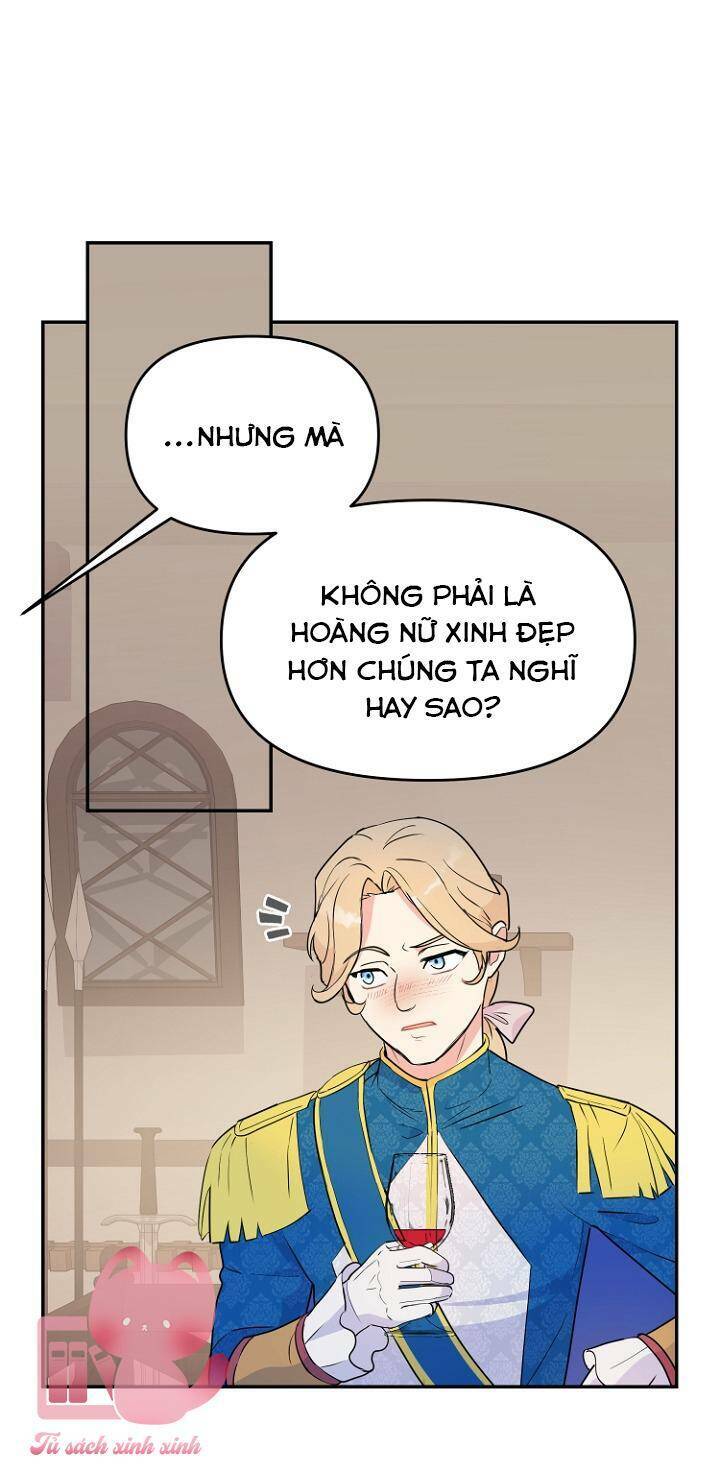 ...NHƯNG MÀ
KHÔNG PHẢI LÀ
HOÀNG NỮ XINH ĐẸP
HƠN CHÚNG TA NGHĨ
HAY SAO?
Tủ sách xinh xinh